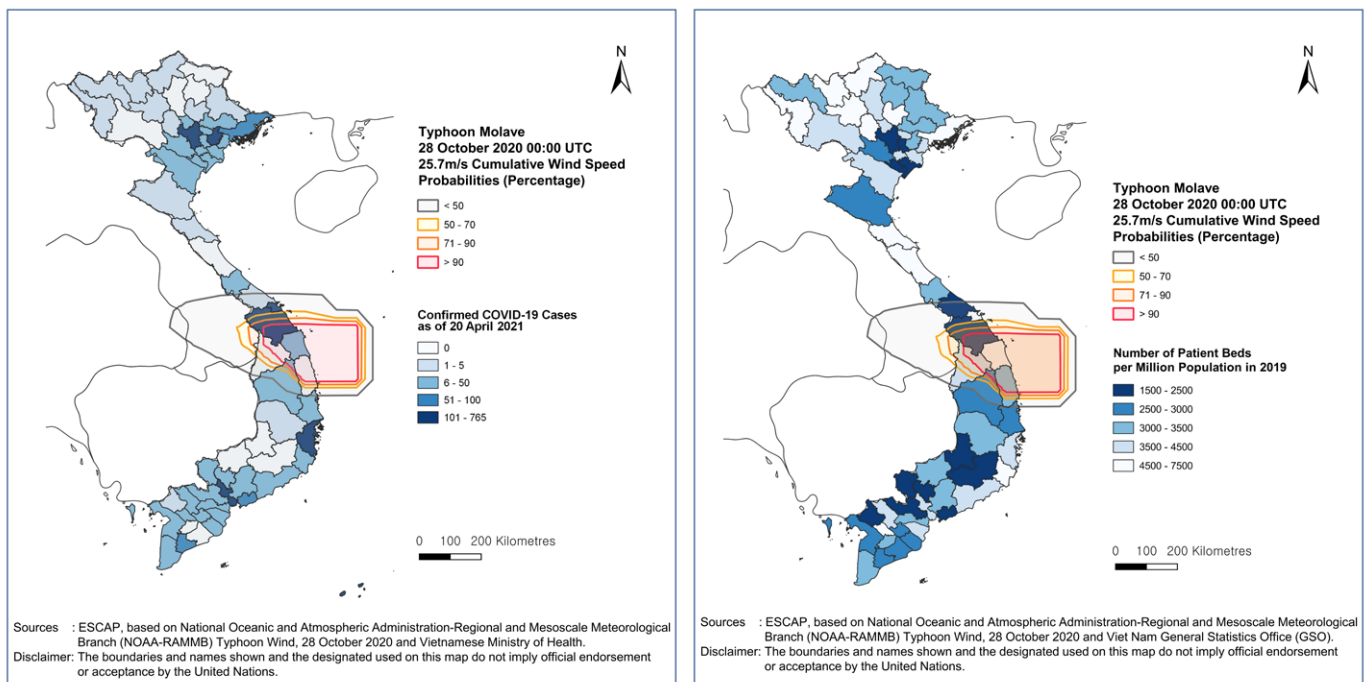 N
Typhoon Molave
28 October 2020 00:00 UTC
25.7m/s Cumulative Wind Speed
Probabilities (Percentage)
< 50
50 - 70
71 - 90
> 90
Confirmed COVID-19 Cases
as of 20 April 2021
0
1 - 5
6 - 50
51 - 100
101 - 765
0 100 200 Kilometres
Sources : ESCAP, based on National Oceanic and Atmospheric Administration-Regional and Mesoscale Meteorological
Branch (NOAA-RAMMB) Typhoon Wind, 28 October 2020 and Vietnamese Ministry of Health.
Disclaimer: The boundaries and names shown and the designated used on this map do not imply official endorsement
or acceptance by the United Nations.
N
Typhoon Molave
28 October 2020 00:00 UTC
25.7m/s Cumulative Wind Speed
Probabilities (Percentage)
< 50
50 - 70
71 - 90
> 90
Number of Patient Beds
per Million Population in 2019
1500 - 2500
2500 - 3000
3000 - 3500
3500 - 4500
4500 - 7500
0 100 200 Kilometres
Sources : ESCAP, based on National Oceanic and Atmospheric Administration-Regional and Mesoscale Meteorological
Branch (NOAA-RAMMB) Typhoon Wind, 28 October 2020 and Viet Nam General Statistics Office (GSO).
Disclaimer: The boundaries and names shown and the designated used on this map do not imply official endorsement
or acceptance by the United Nations.